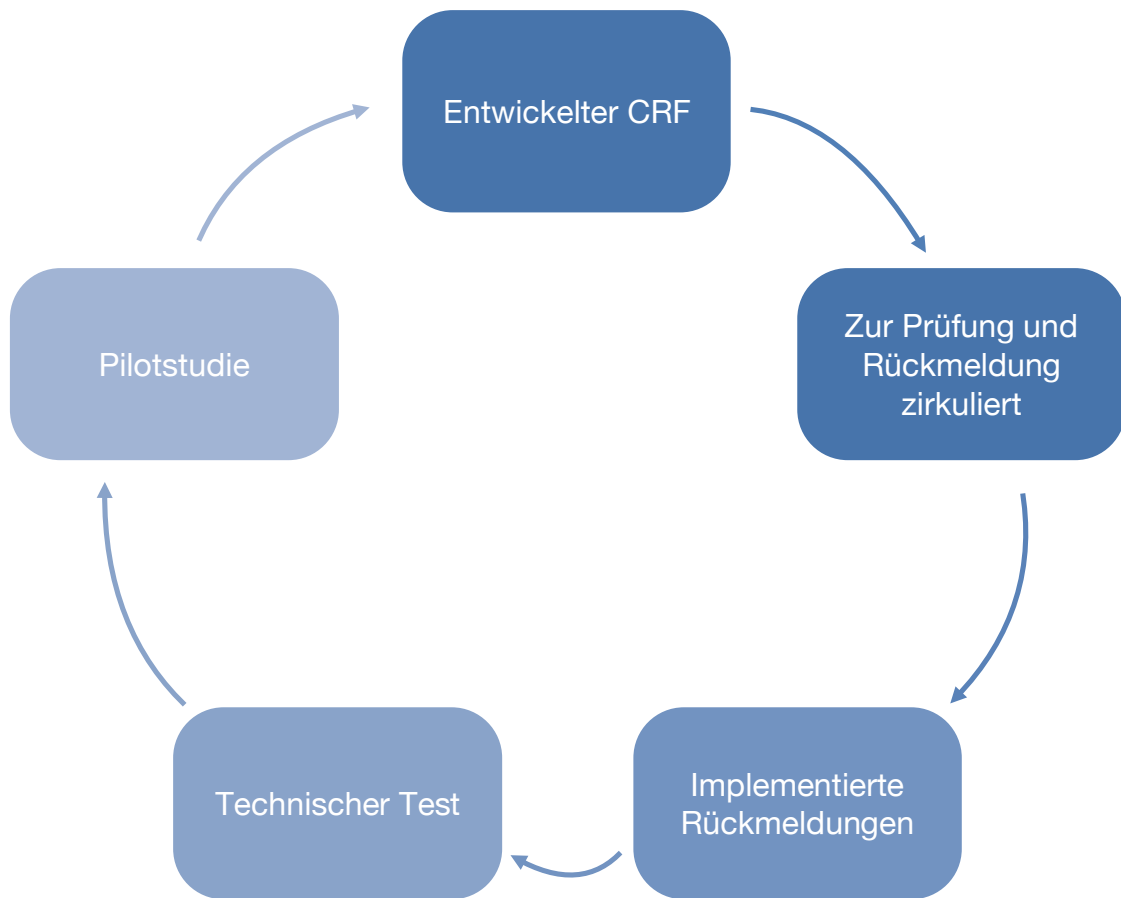 Entwickelter CRF
Zur Prüfung und
Rückmeldung
zirkuliert
Implementierte
Rückmeldungen
Technischer Test
Pilotstudie